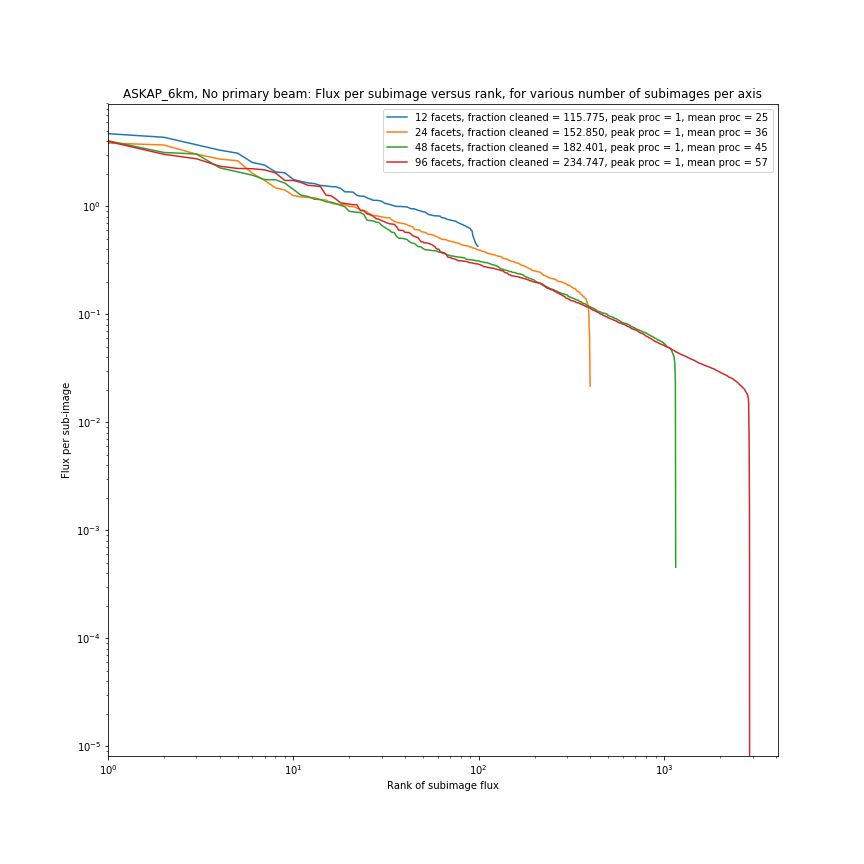 ASKAP_6km, No primary beam: Flux per subimage versus rank, for various number of subimages per axis
12 facets, fraction cleaned = 115.775, peak proc = 1, mean proc = 25
24 facets, fraction cleaned = 152.850, peak proc = 1, mean proc = 36
48 facets, fraction cleaned = 182.401, peak proc = 1, mean proc = 45
96 facets, fraction cleaned = 234.747, peak proc = 1, mean proc = 57
Flux per sub-image
10⁰
10⁻¹
10⁻²
10⁻³
10⁻⁴
10⁻⁵
10⁰ 10¹ 10² 10³
Rank of subimage flux